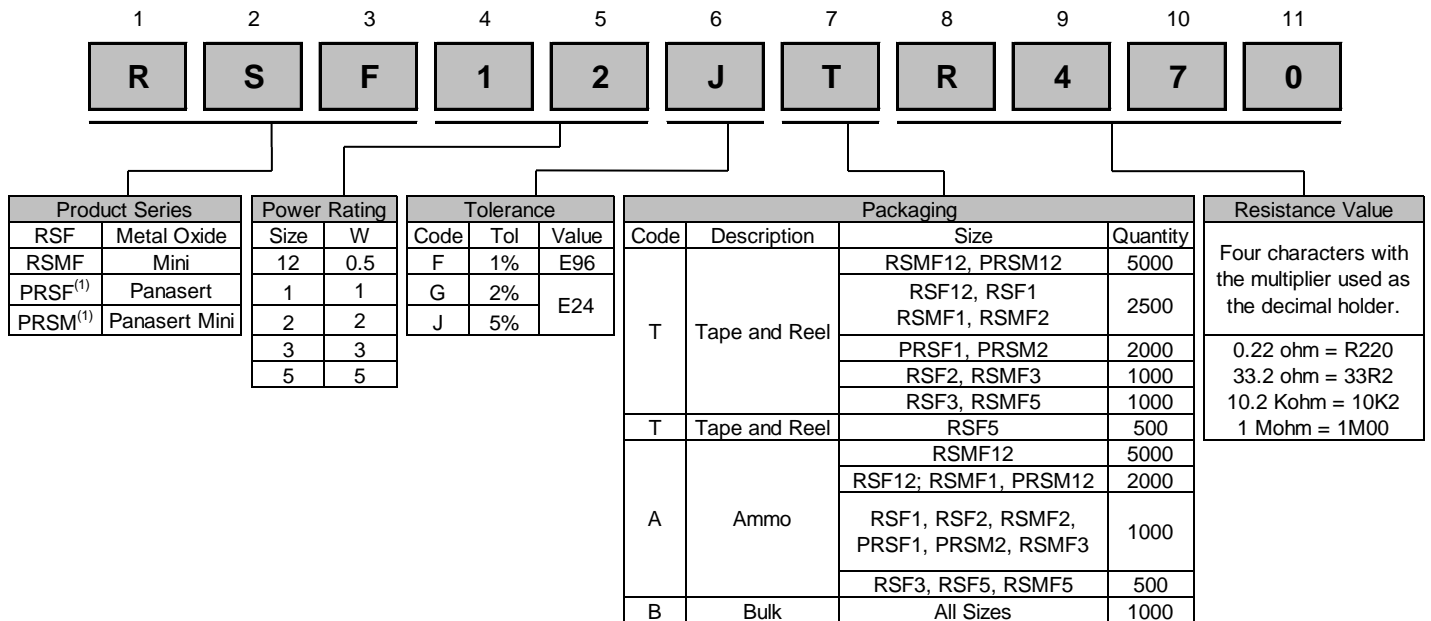 1 2 3 4 5 6 7 8 9 10 11
R S F 1 2 J T R 4 7 0
Product Series
RSF Metal Oxide
RSMF Mini
PRSF(1) Panasert
PRSM(1) Panasert Mini
Power Rating
Size W
12 0.5
1 1
2 2
3 3
5 5
Tolerance
Code Tol Value
F 1% E96
G 2% E24
J 5%
Packaging
Code Description Size Quantity
T Tape and Reel
RSMF12, PRSM12 5000
RSF12, RSF1
RSMF1, RSMF2
2500
PRSF1, PRSM2 2000
RSF2, RSMF3 1000
RSF3, RSMF5 1000
T Tape and Reel RSF5 500
A Ammo
RSMF12 5000
RSF12; RSMF1, PRSM12 2000
RSF1, RSF2, RSMF2,
PRSF1, PRSM2, RSMF3
1000
RSF3, RSF5, RSMF5 500
B Bulk All Sizes 1000
Resistance Value
Four characters with
the multiplier used as
the decimal holder.
0.22 ohm = R220
33.2 ohm = 33R2
10.2 Kohm = 10K2
1 Mohm = 1M00